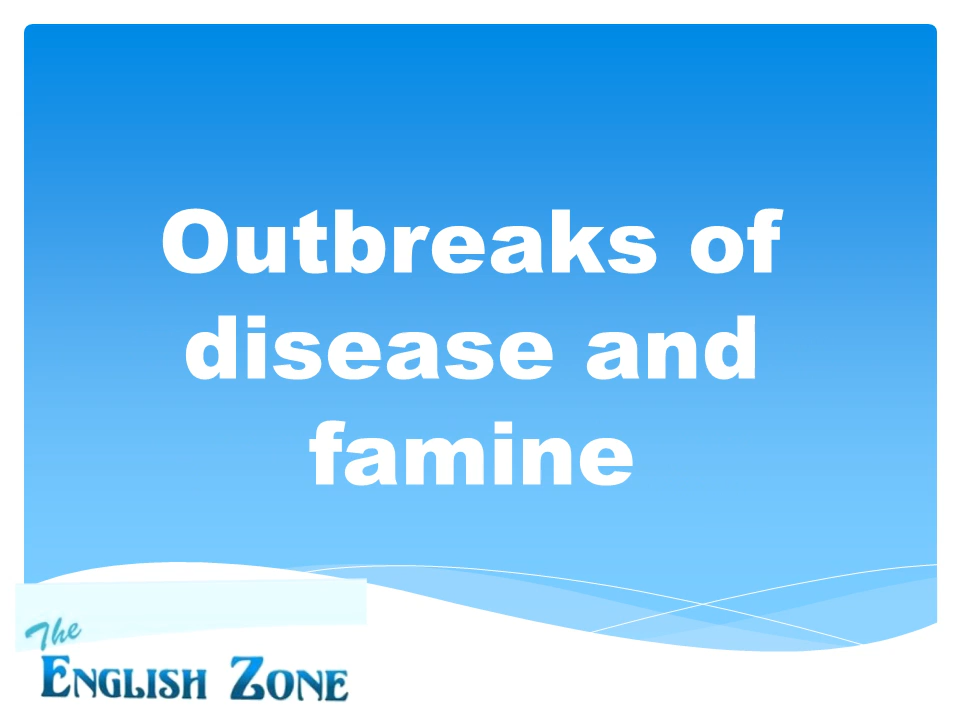 Outbreaks of
disease and
famine
The
ENGLISH ZONE